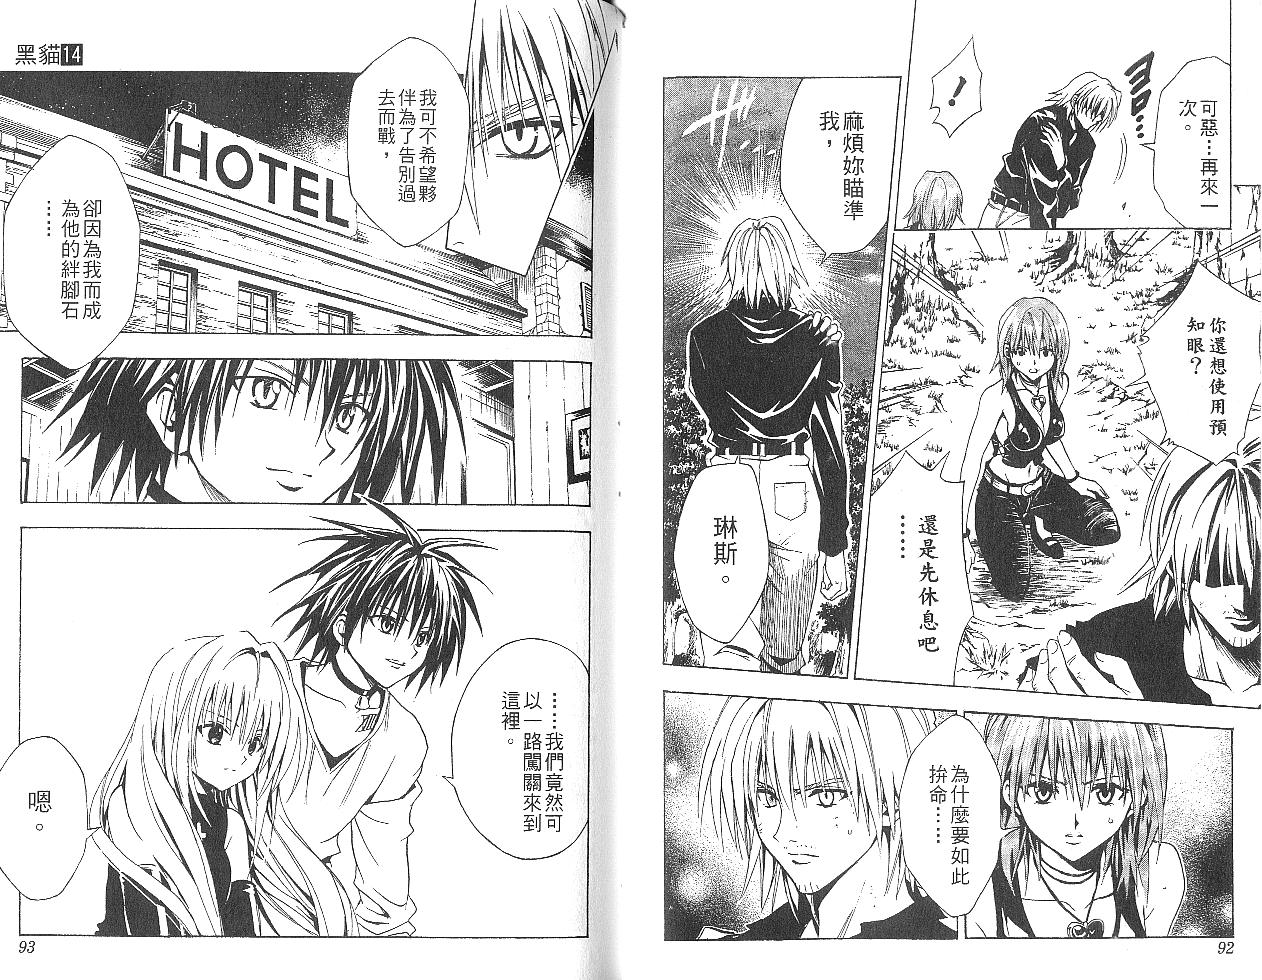 可惡…再來一
次。
ヨロ…
！
你還想使用預
知眼？
還是先休息吧
……
麻煩妳瞄準
我，
琳斯。
為什麼要如此
拚命……
92
黑貓14
我可不希望夥
伴為了告別過
去而戰，
HOTEL
卻因為我而成
為他的絆腳石
……
……我們竟然可
以一路闖關來到
這裡。
嗯。
93